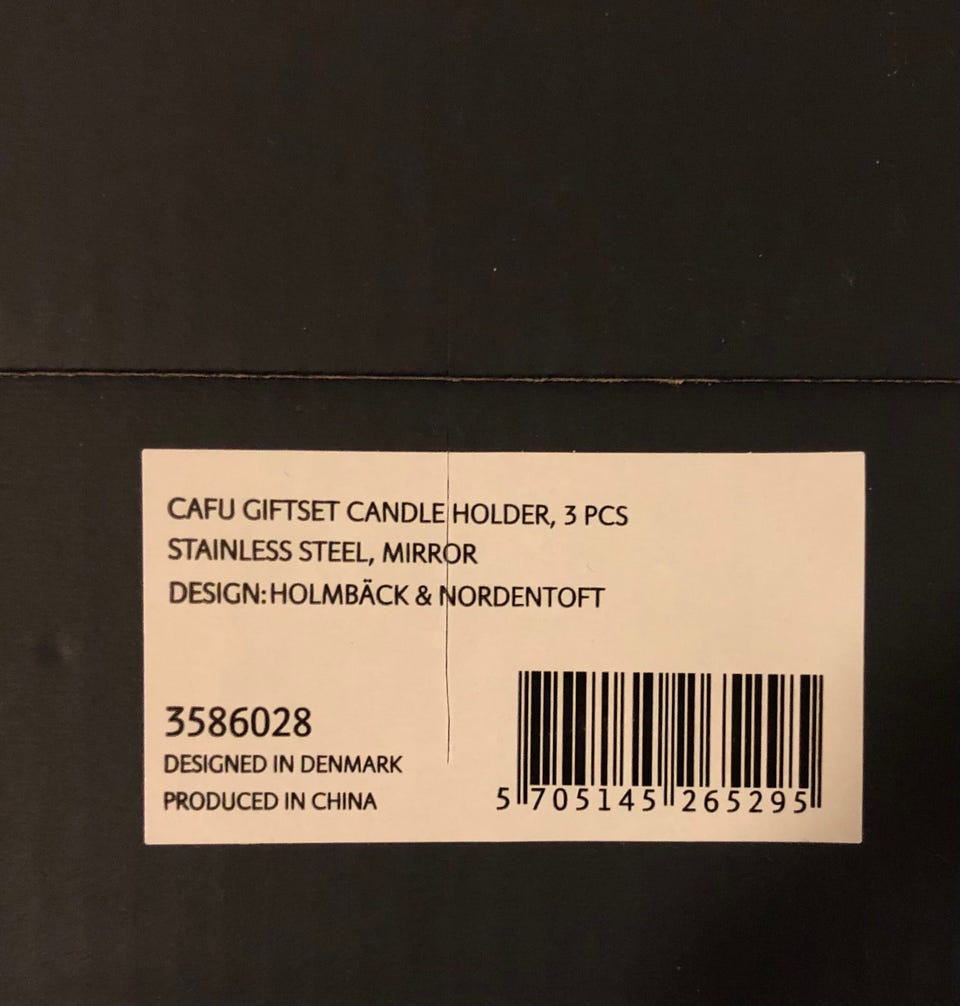 CAFU GIFTSET CANDLE HOLDER, 3 PCS
STAINLESS STEEL, MIRROR
DESIGN: HOLMBÄCK & NORDENTOFT
3586028
DESIGNED IN DENMARK
PRODUCED IN CHINA
5 705145 265295